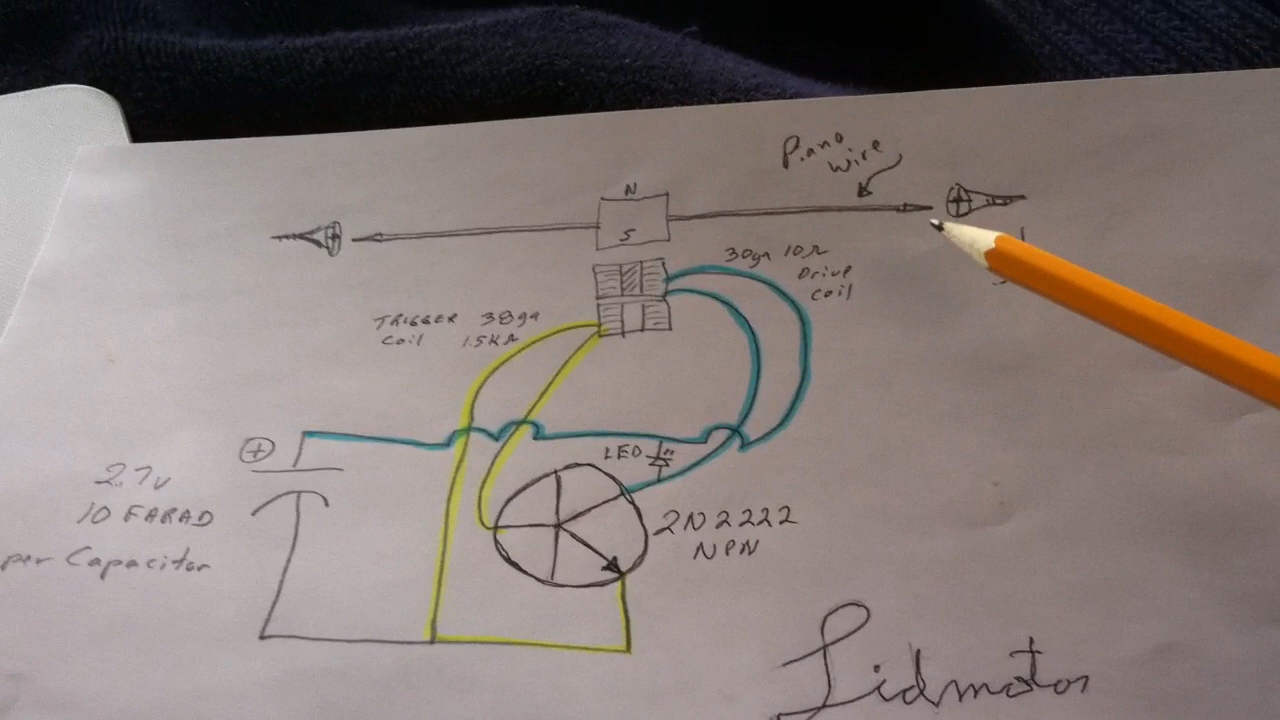 Piano
Wire
N
S
30ga 10Ω
Drive
coil
TRIGGER 38ga
Coil 1.5KΩ
LED
+
2.7v
10 FARAD
per Capacitor
2N2222
NPN
Lidmotor